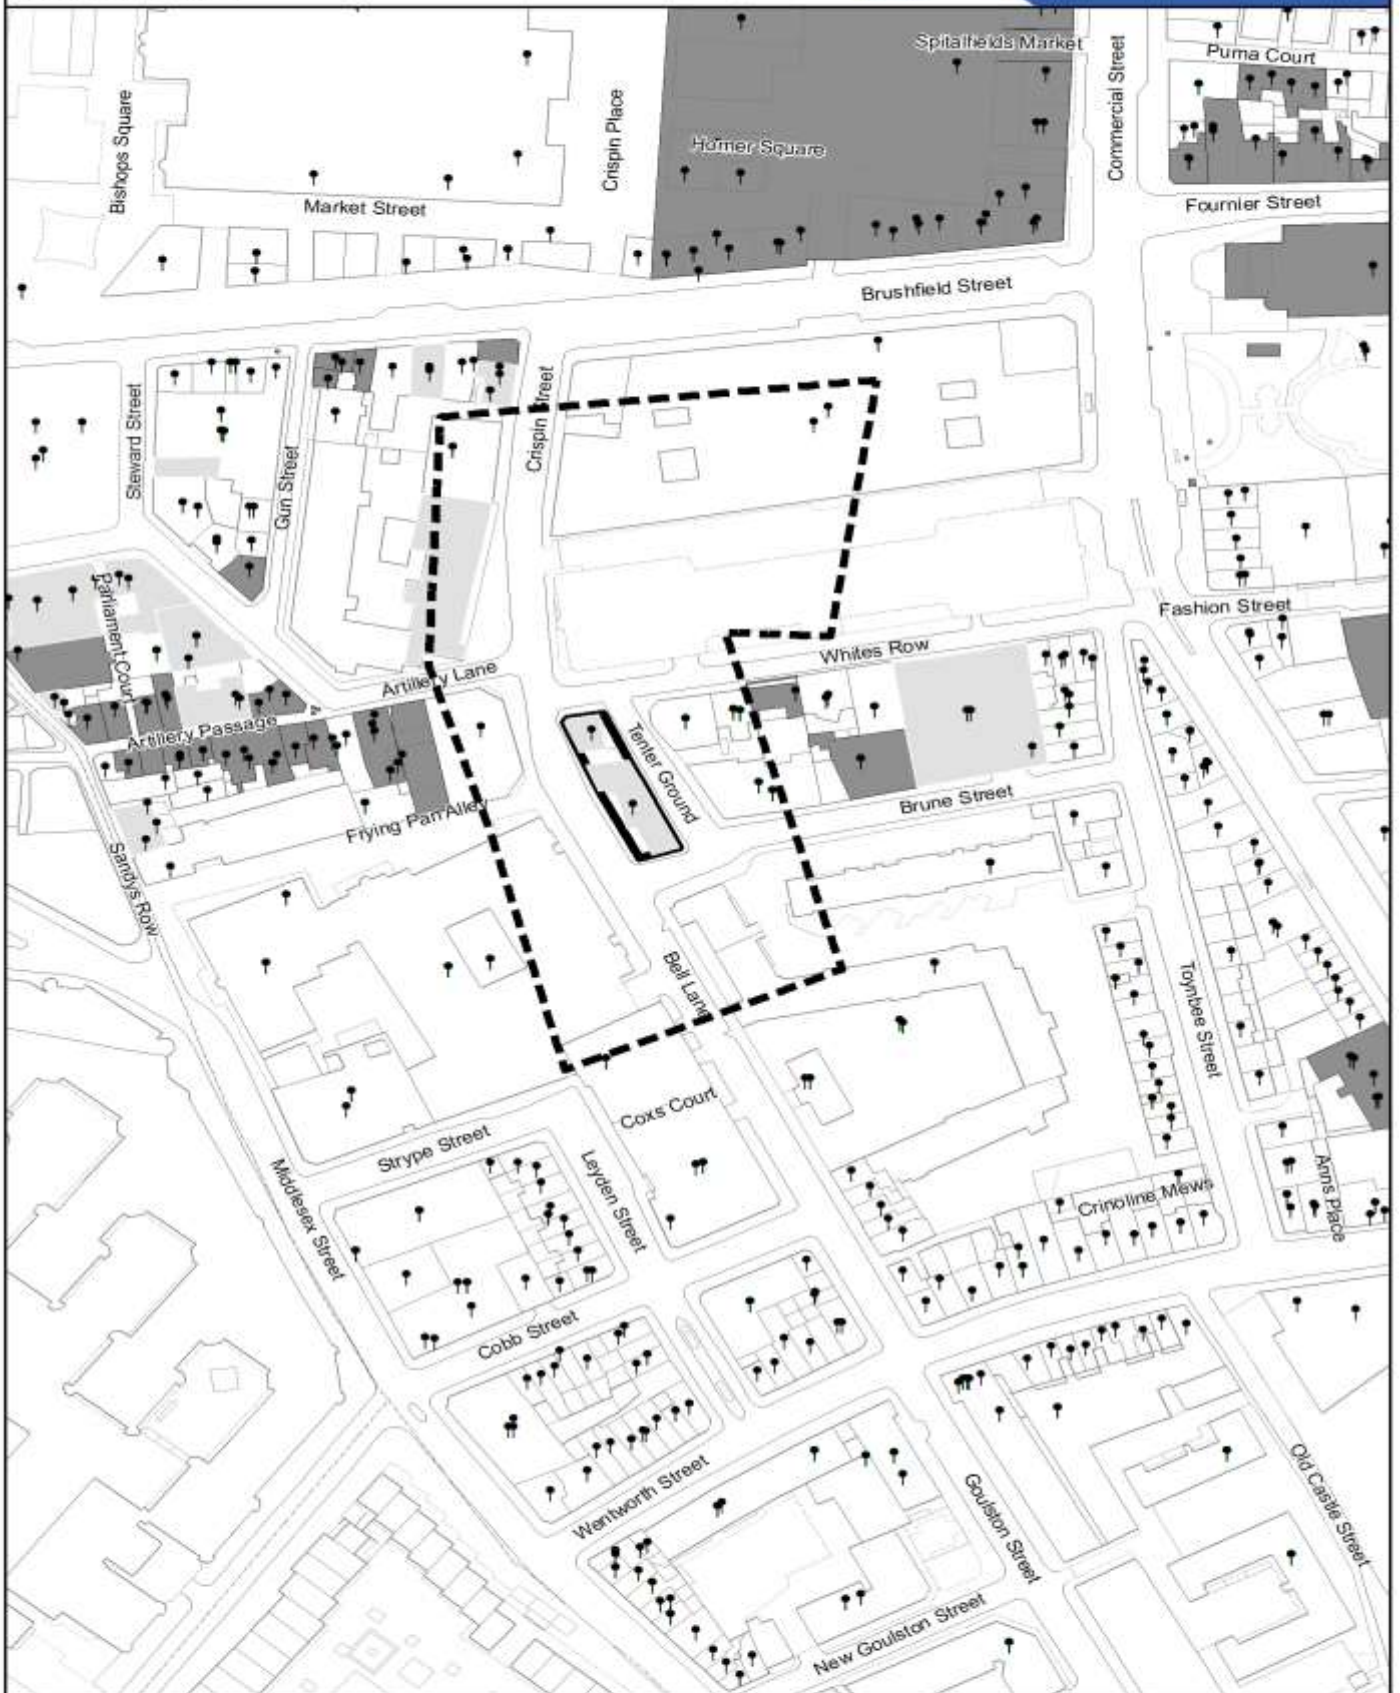 Spitalfields Market
Puma Court
Commercial Street
Bishops Square
Crispin Place
Horner Square
Market Street
Fournier Street
Brushfield Street
Steward Street
Gun Street
Crispin Street
Parliament Court
Fashion Street
Whites Row
Artillery Lane
Artillery Passage
Tenter Ground
Brune Street
Frying Pan Alley
Sandys Row
Bell Lane
Toynbee Street
Coxs Court
Strype Street
Leyden Street
Middlesex Street
Crinoline Mews
Anns Place
Cobb Street
Wentworth Street
Goulston Street
Old Castle Street
New Goulston Street